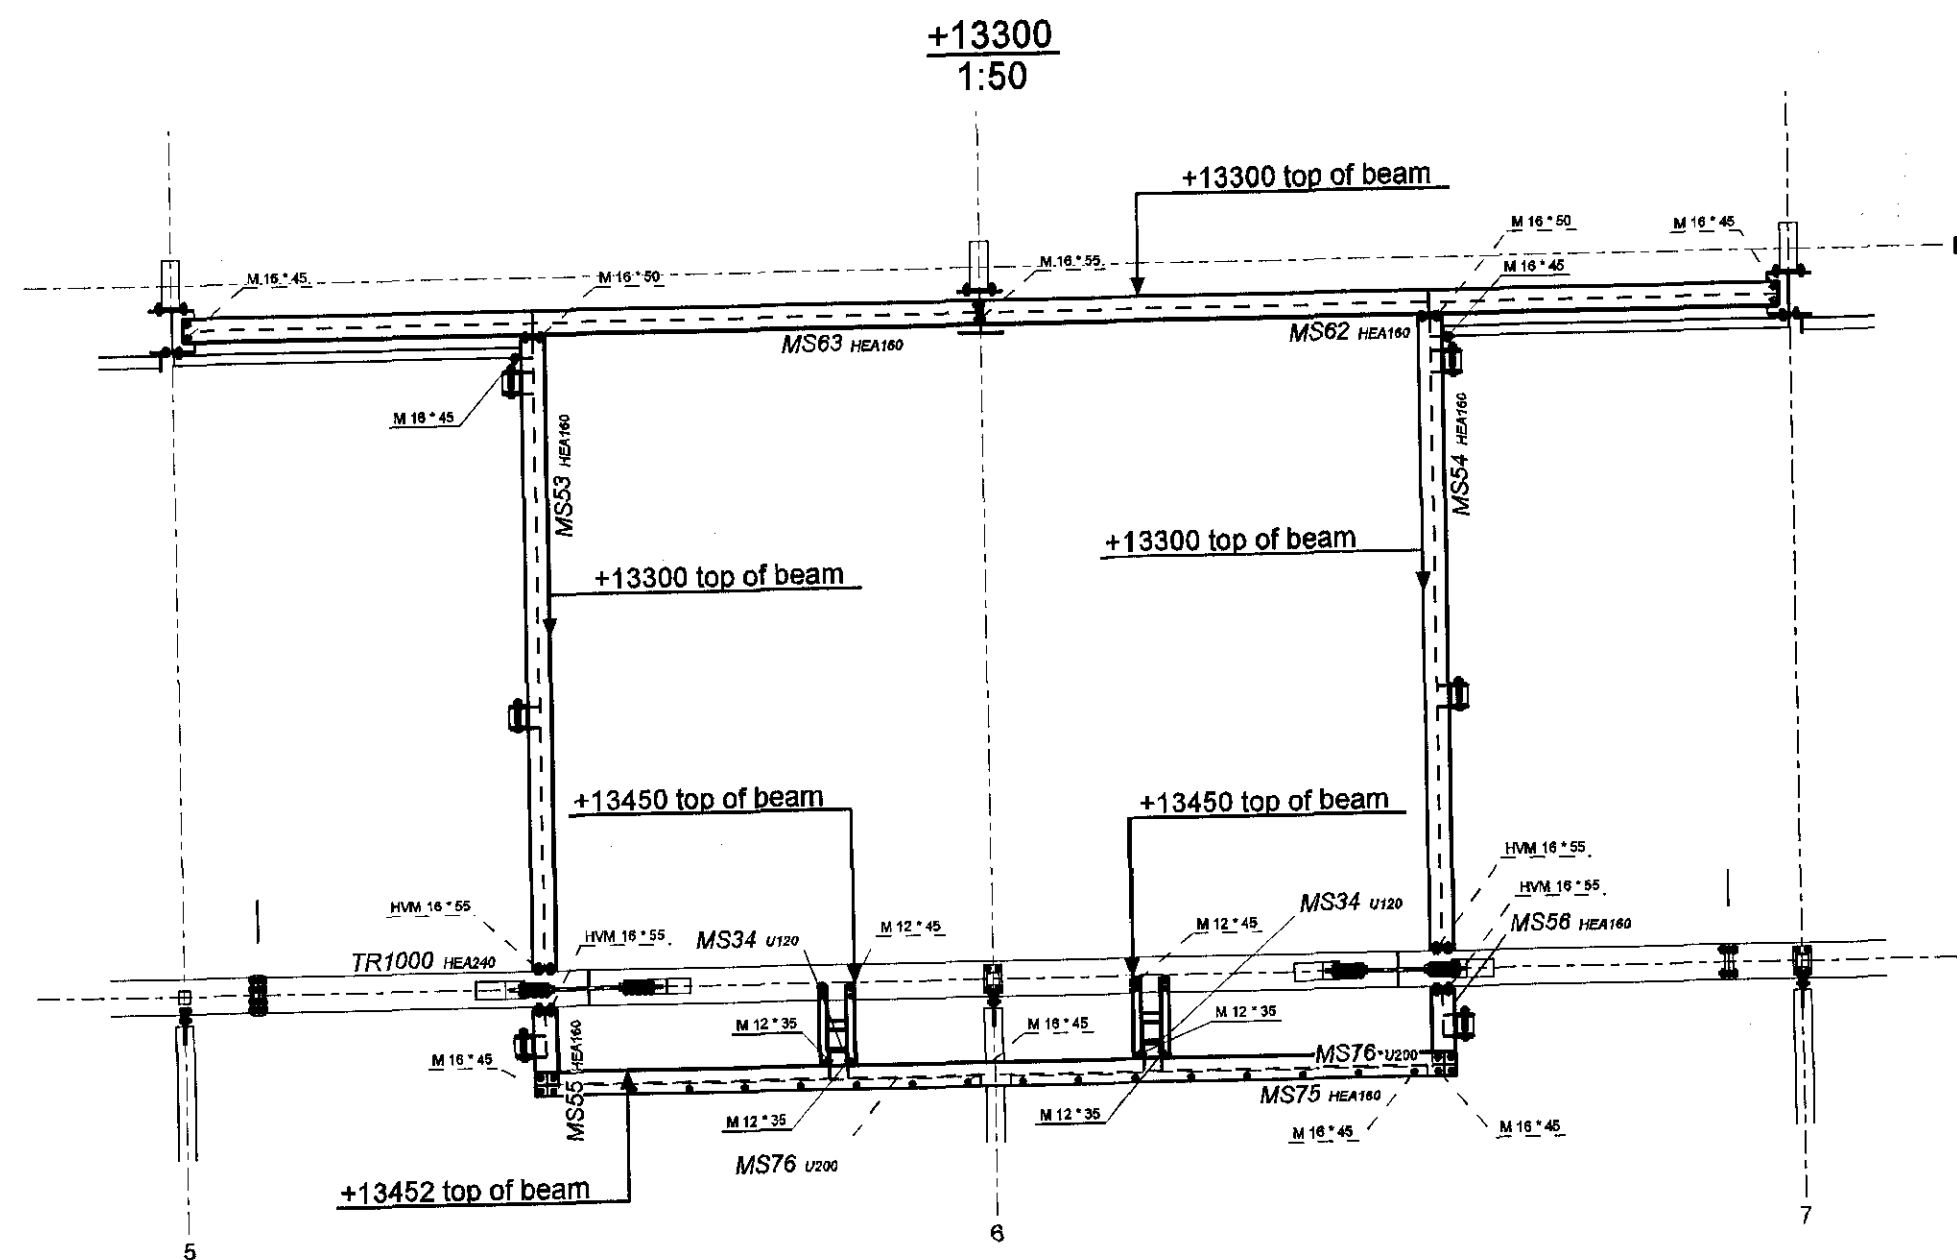 +13300
1:50
+13300 top of beam
M 16 * 50
M 16 * 45
M 16 * 45
M 16 * 50
M 16 * 55
M 16 * 45
MS63 HEA160
MS62 HEA160
M 16 * 45
MS53 HEA160
MS54 HEA160
+13300 top of beam
+13300 top of beam
+13450 top of beam
+13450 top of beam
HVM 16 * 55
HVM 16 * 55
HVM 16 * 55
HVM 16 * 55
MS34 U120
M 12 * 45
M 12 * 45
MS34 U120
MS56 HEA160
TR1000 HEA240
M 12 * 35
M 16 * 45
M 12 * 35
M 16 * 45
MS55 HEA160
MS76 U200
MS75 HEA160
M 12 * 35
M 12 * 35
M 16 * 45
M 16 * 45
MS76 U200
+13452 top of beam
5
6
7